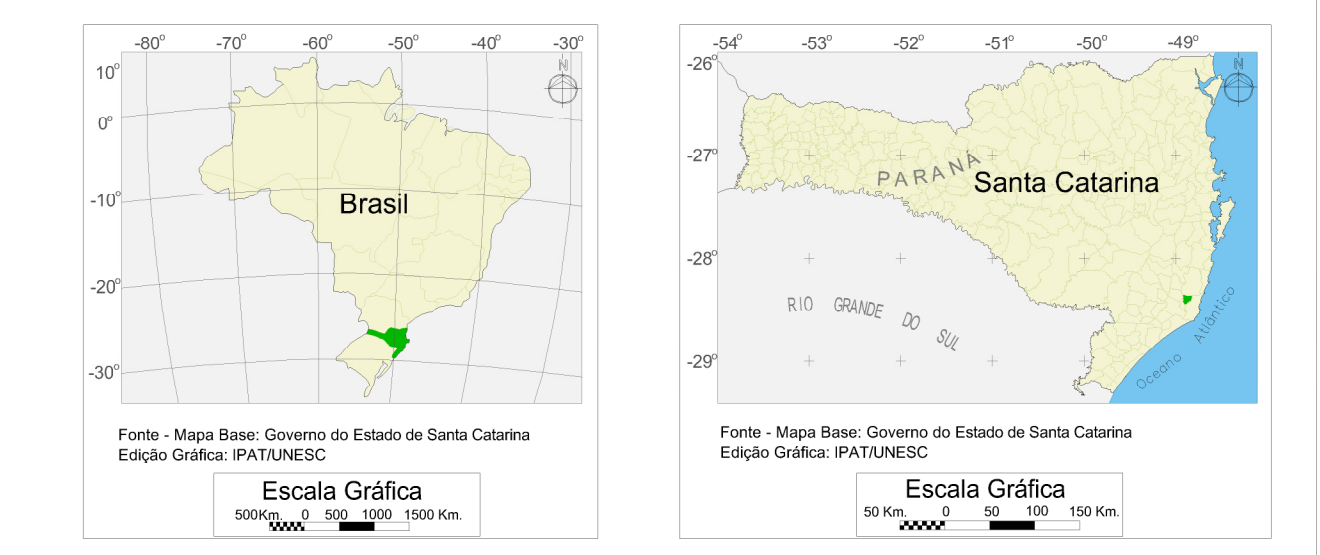 -80º -70º -60º -50º -40º -30º
N
10º
0º
-10º
Brasil
-20º
-30º
Fonte - Mapa Base: Governo do Estado de Santa Catarina
Edição Gráfica: IPAT/UNESC
Escala Gráfica
500Km. 0 500 1000 1500 Km.
-54º -53º -52º -51º -50º -49º
-26º
N
-27º
PARANÁ
Santa Catarina
-28º
RIO GRANDE DO SUL
Oceano Atlântico
-29º
Fonte - Mapa Base: Governo do Estado de Santa Catarina
Edição Gráfica: IPAT/UNESC
Escala Gráfica
50 Km. 0 50 100 150 Km.